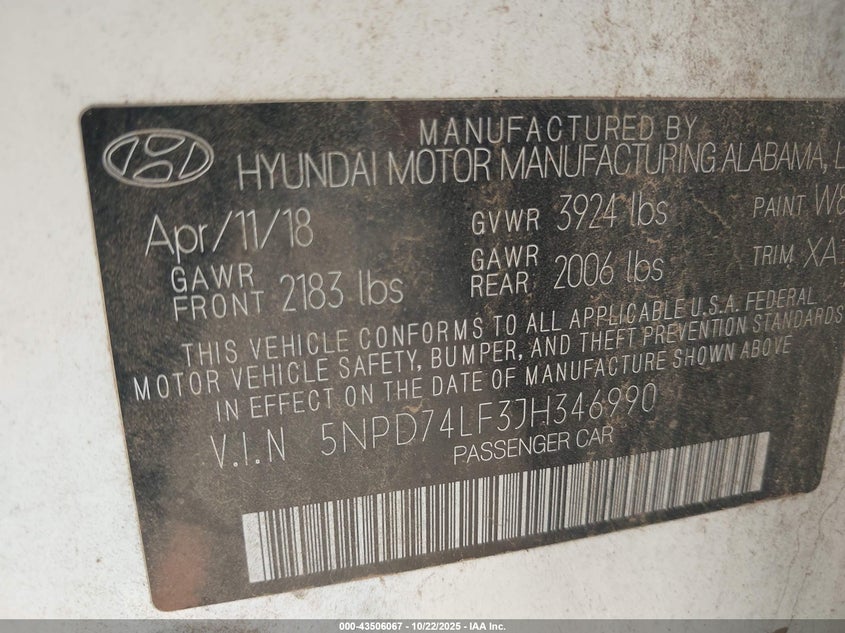 MANUFACTURED BY
HYUNDAI MOTOR MANUFACTURING ALABAMA,
Apr/11/18 GVWR 3924 lbs PAINT
GAWR FRONT 2183 lbs GAWR REAR 2006 lbs TRIM
THIS VEHICLE CONFORMS TO ALL APPLICABLE U.S.A. FEDERAL
MOTOR VEHICLE SAFETY, BUMPER, AND THEFT PREVENTION STANDARDS
IN EFFECT ON THE DATE OF MANUFACTURE SHOWN ABOVE
V.I.N 5NPD74LF3JH346990
PASSENGER CAR
000-43506067 - 10/22/2025 - IAA Inc.